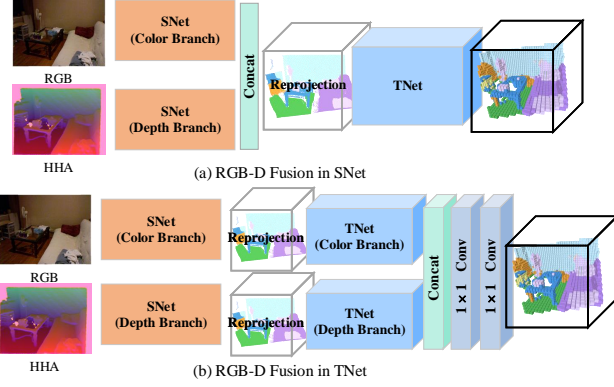 SNet
(Color Branch)
RGB
SNet
(Depth Branch)
HHA
Concat
Reprojection
TNet
(a) RGB-D Fusion in SNet
SNet
(Color Branch)
RGB
Reprojection
TNet
(Color Branch)
SNet
(Depth Branch)
HHA
Reprojection
TNet
(Depth Branch)
Concat
1×1 Conv
1×1 Conv
(b) RGB-D Fusion in TNet